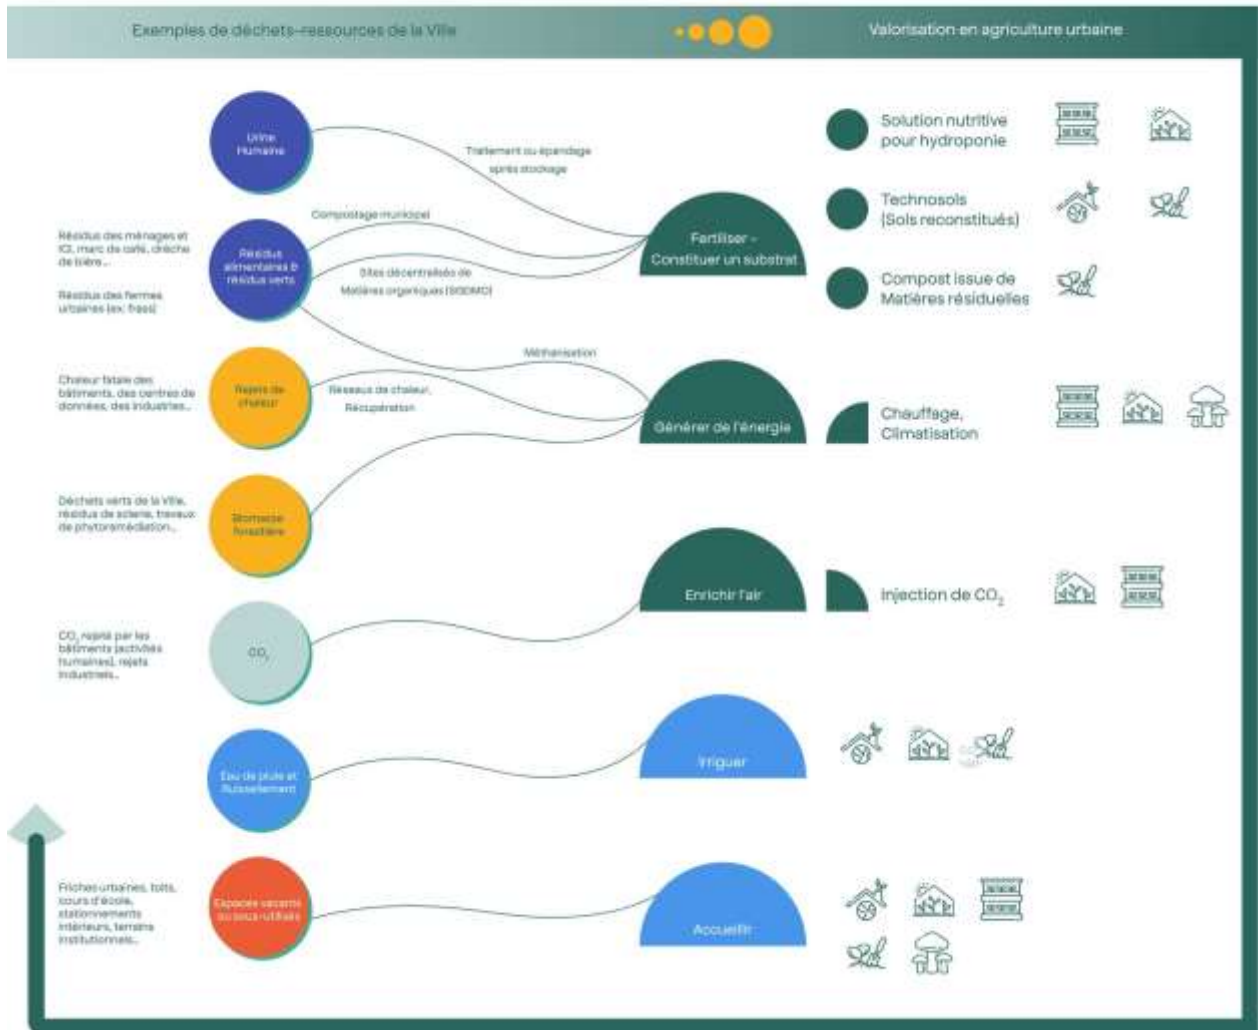 Exemples de déchets-ressources de la Ville
Valorisation en agriculture urbaine
Urine
Humaine
Traitement ou épandage
après stockage
Solution nutritive
pour hydroponie
Technosols
(Sols reconstitués)
Compost issue de
Matières résiduelles
Résidus des ménages et
ICI, marc de café, drêche
de bière...
Résidus des fermes
urbaines (ex: frass)
Résidus
alimentaires &
résidus verts
Compostage municipal
Sites décentralisés de
Matières organiques (SGDMO)
Fertiliser -
Constituer un substrat
Méthanisation
Chaleur fatale des
bâtiments, des centres de
données, des industries...
Rejets de
chaleur
Réseaux de chaleur,
Récupération
Générer de l'énergie
Chauffage,
Climatisation
Déchets verts de la Ville,
résidus de scierie, travaux
de phytoremédiation...
Biomasse
forestière
CO₂ rejeté par les
bâtiments (activités
humaines), rejets
industriels...
CO₂
Enrichir l'air
Injection de CO₂
Eau de pluie et
Ruissellement
Irriguer
Friches urbaines, toits,
cours d'école,
stationnements
intérieurs, terrains
institutionnels...
Espaces vacants
ou sous-utilisés
Accueillir